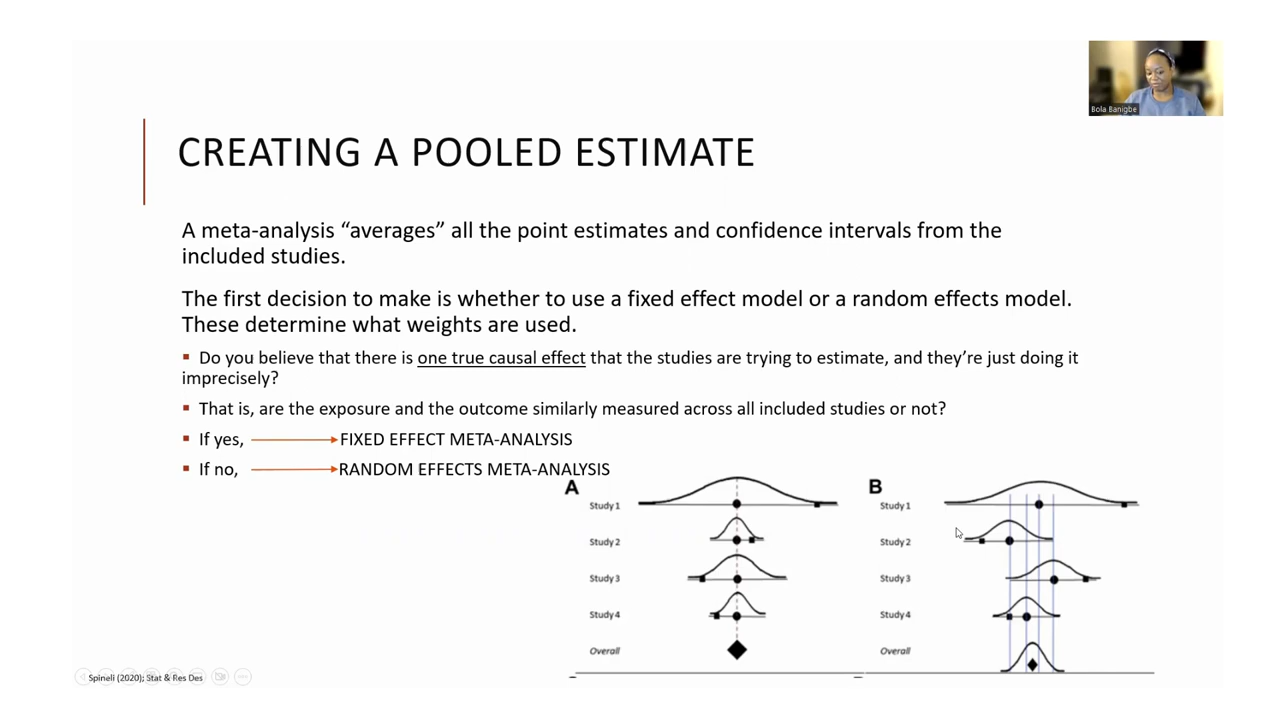 Bola Banigbe
CREATING A POOLED ESTIMATE
A meta-analysis “averages” all the point estimates and confidence intervals from the
included studies.
The first decision to make is whether to use a fixed effect model or a random effects model.
These determine what weights are used.
▪ Do you believe that there is one true causal effect that the studies are trying to estimate, and they’re just doing it
imprecisely?
▪ That is, are the exposure and the outcome similarly measured across all included studies or not?
▪ If yes, FIXED EFFECT META-ANALYSIS
▪ If no, RANDOM EFFECTS META-ANALYSIS
A
Study 1
Study 2
Study 3
Study 4
Overall
B
Study 1
Study 2
Study 3
Study 4
Overall
Spineli (2020); Stat & Res Des